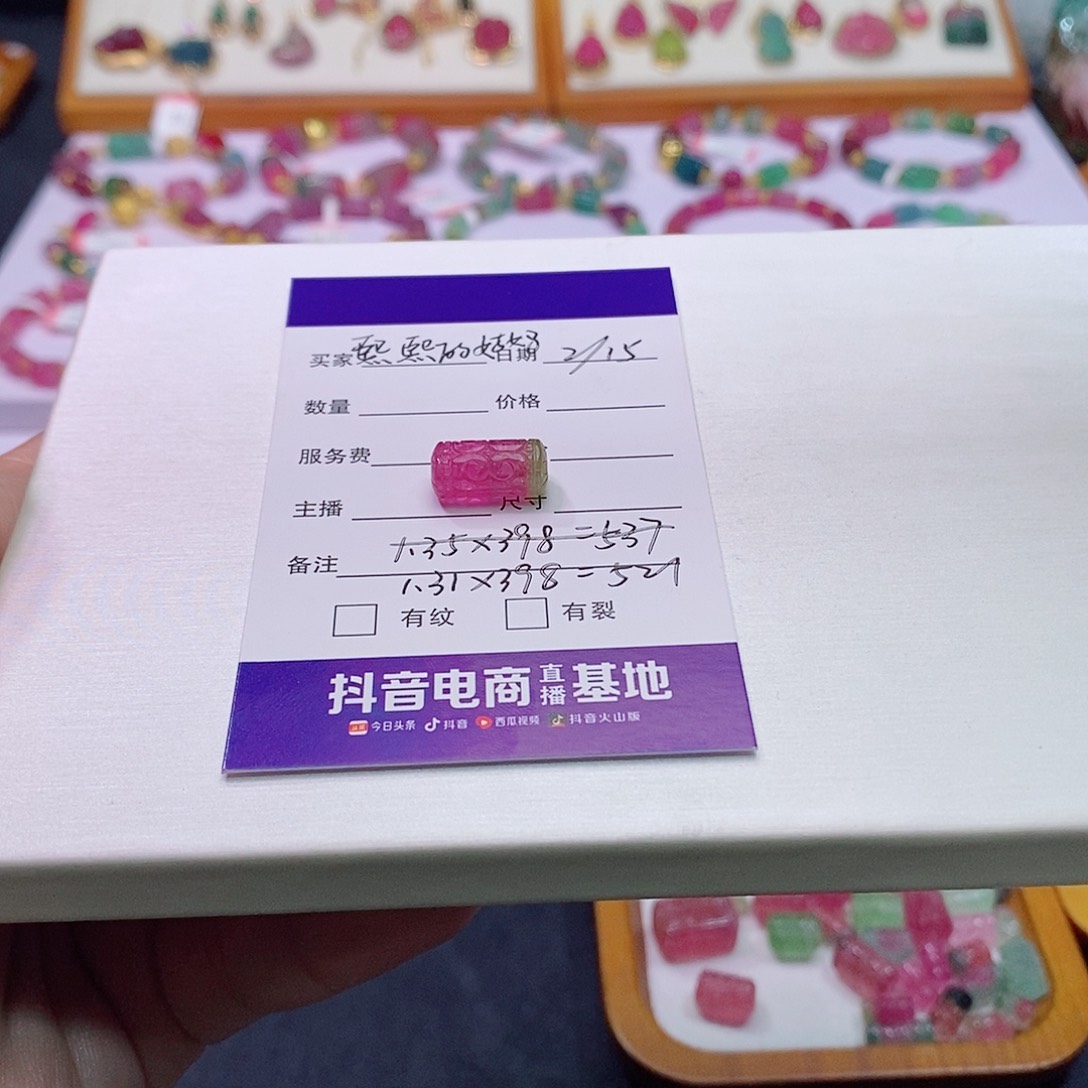 买家 熙熙的 日期 2/15
数量 价格
服务费
主播 尺寸
备注 1.35×398=537
1.31×398=521
有纹 有裂
抖音电商直播基地
今日头条 抖音 西瓜视频 抖音火山版